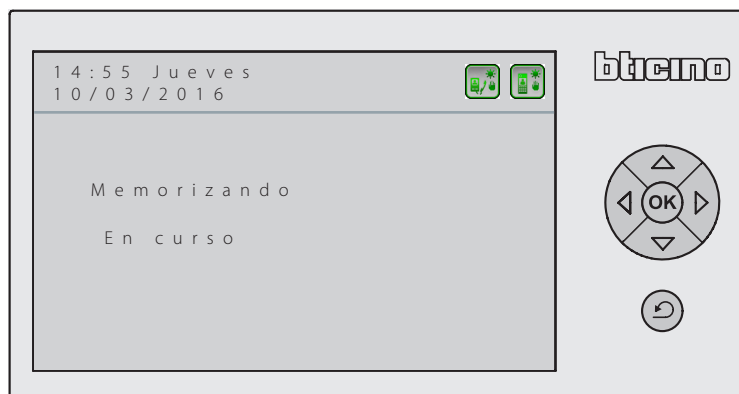 14:55 Jueves
10/03/2016
bticino
Memorizando
En curso
OK